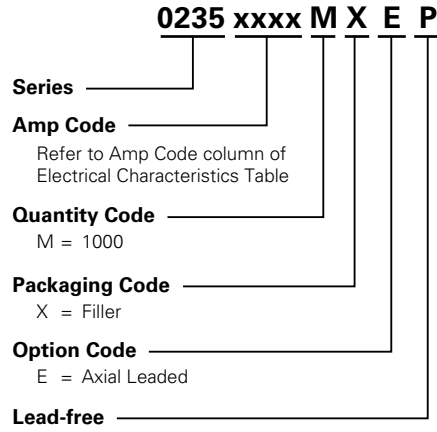 0235 xxxx M X E P
Series
Amp Code
Refer to Amp Code column of
Electrical Characteristics Table
Quantity Code
M = 1000
Packaging Code
X = Filler
Option Code
E = Axial Leaded
Lead-free